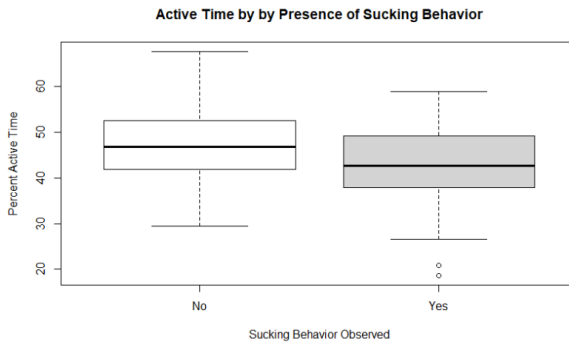 Active Time by by Presence of Sucking Behavior
Percent Active Time
60
50
40
30
20
No Yes
Sucking Behavior Observed